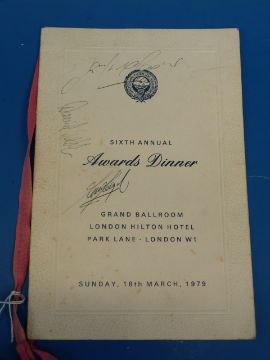 SIXTH ANNUAL
Awards Dinner
GRAND BALLROOM
LONDON HILTON HOTEL
PARK LANE - LONDON W1
SUNDAY, 18th MARCH, 1979